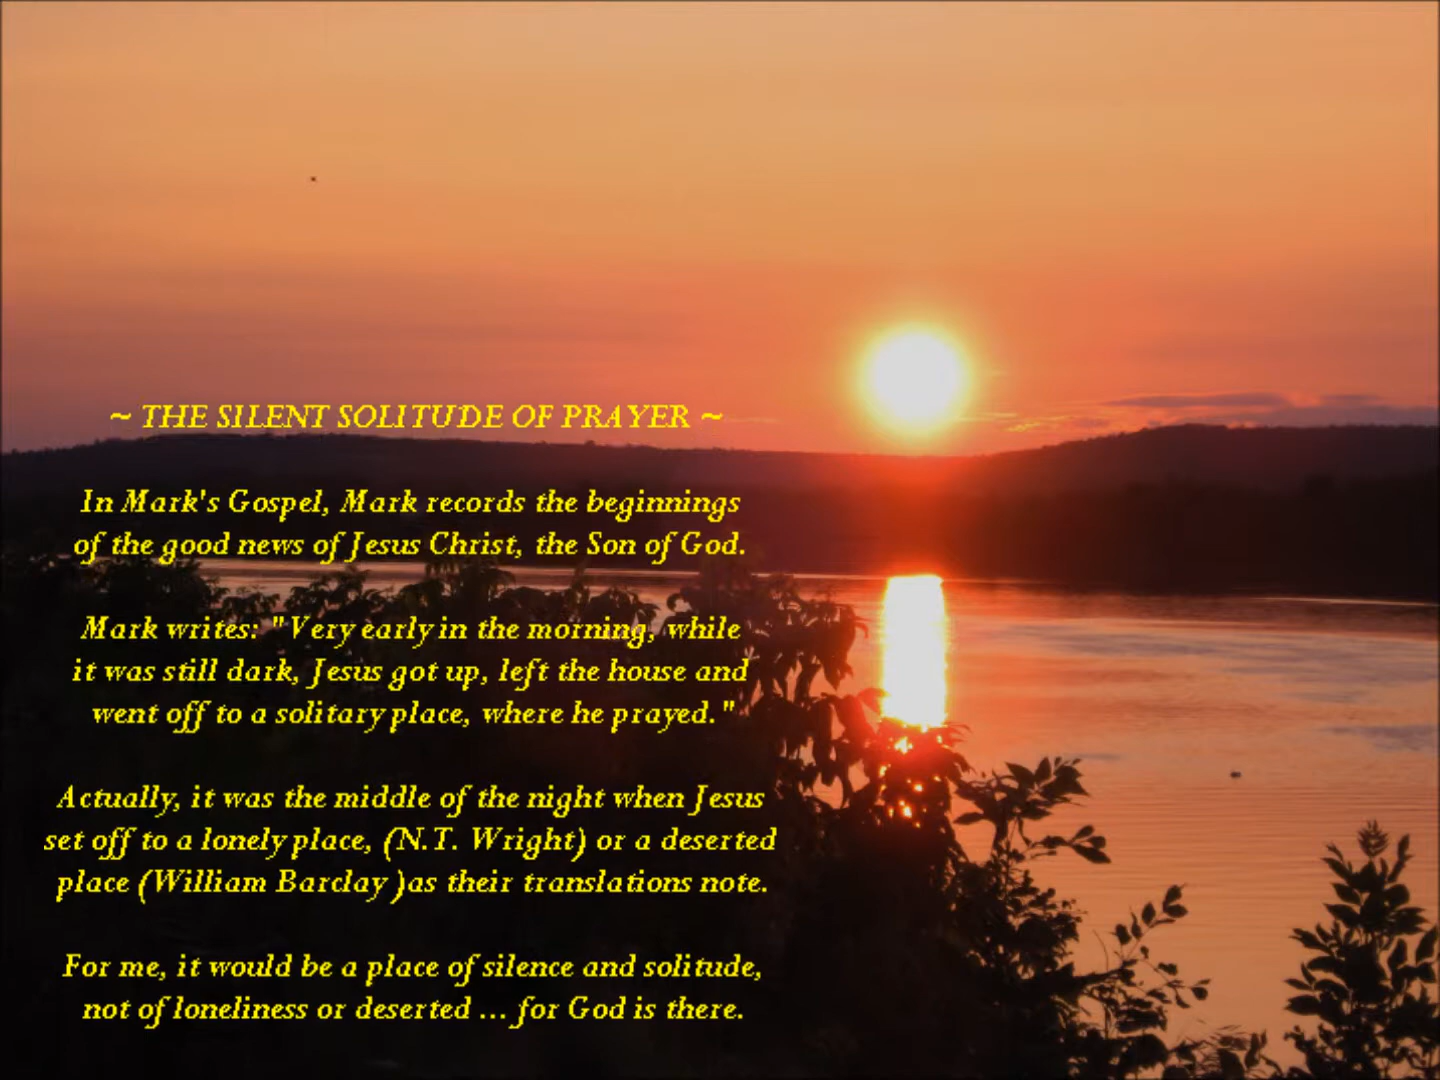 ~ THE SILENT SOLITUDE OF PRAYER ~
In Mark's Gospel, Mark records the beginnings
of the good news of Jesus Christ, the Son of God.
Mark writes: "Very early in the morning, while
it was still dark, Jesus got up, left the house and
went off to a solitary place, where he prayed."
Actually, it was the middle of the night when Jesus
set off to a lonely place, (N.T. Wright) or a deserted
place (William Barclay )as their translations note.
For me, it would be a place of silence and solitude,
not of loneliness or deserted ... for God is there.